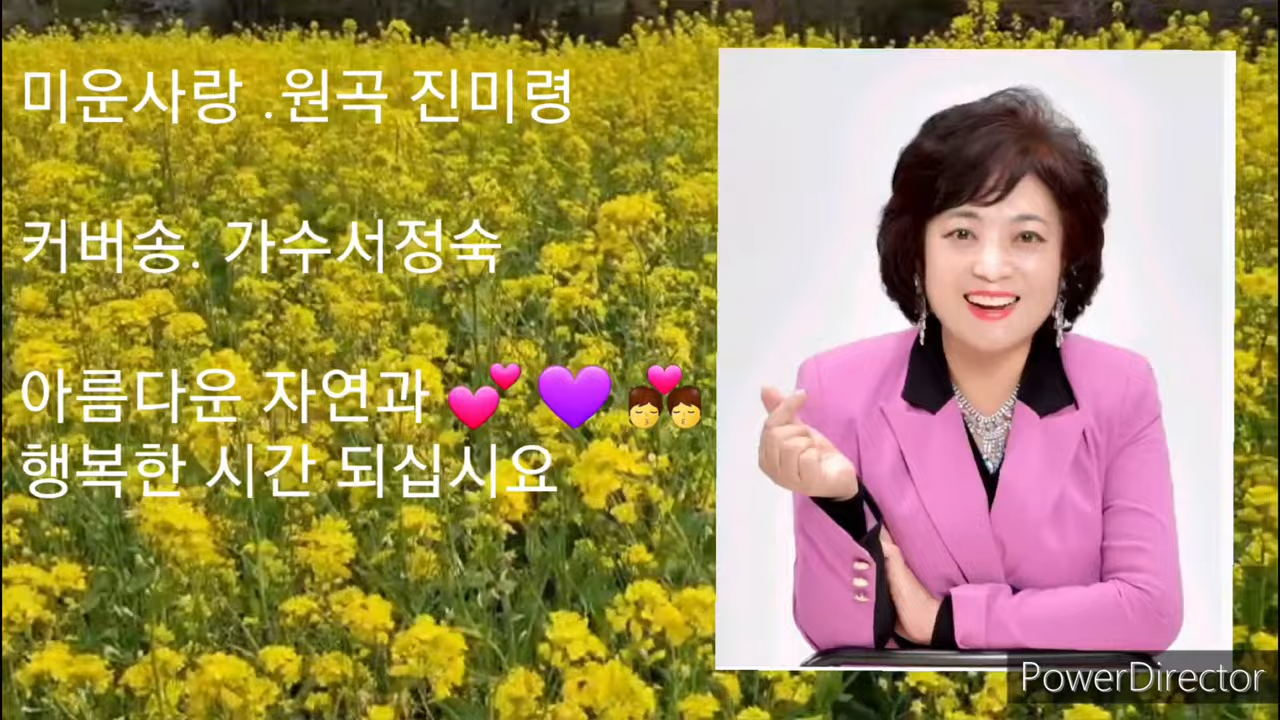 미운사랑 .원곡 진미령
커버송. 가수서정숙
아름다운 자연과 💕 💜 💏
행복한 시간 되십시요
PowerDirector